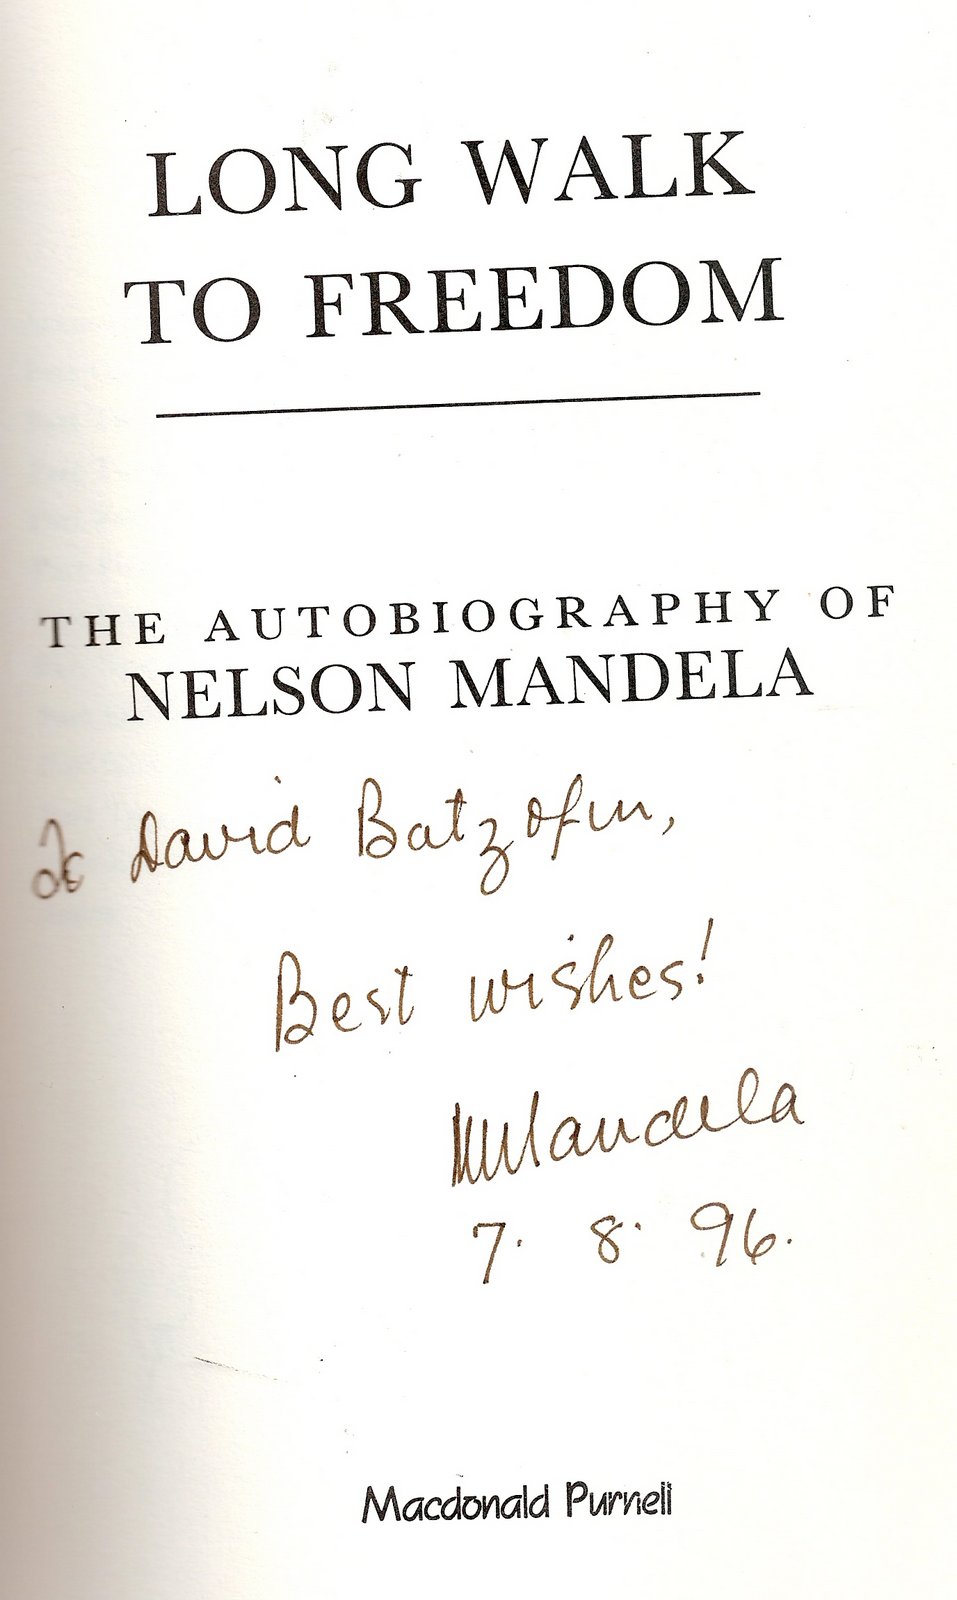 LONG WALK
TO FREEDOM
THE AUTOBIOGRAPHY OF
NELSON MANDELA
To David Batzofin,
Best wishes!
NMandela
7. 8. 96.
Macdonald Purnell